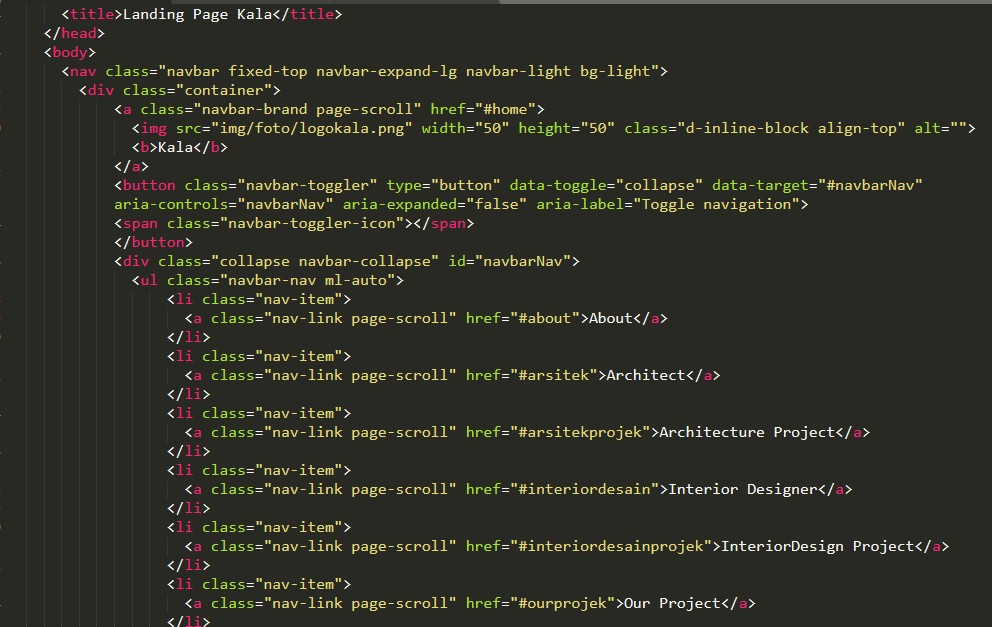 <title>Landing Page Kala</title>
</head>
<body>
<nav class="navbar fixed-top navbar-expand-lg navbar-light bg-light">
<div class="container">
<a class="navbar-brand page-scroll" href="#home">
<img src="img/foto/logokala.png" width="50" height="50" class="d-inline-block align-top" alt="">
<b>Kala</b>
</a>
<button class="navbar-toggler" type="button" data-toggle="collapse" data-target="#navbarNav"
aria-controls="navbarNav" aria-expanded="false" aria-label="Toggle navigation">
<span class="navbar-toggler-icon"></span>
</button>
<div class="collapse navbar-collapse" id="navbarNav">
<ul class="navbar-nav ml-auto">
<li class="nav-item">
<a class="nav-link page-scroll" href="#about">About</a>
</li>
<li class="nav-item">
<a class="nav-link page-scroll" href="#arsitek">Architect</a>
</li>
<li class="nav-item">
<a class="nav-link page-scroll" href="#arsitekprojek">Architecture Project</a>
</li>
<li class="nav-item">
<a class="nav-link page-scroll" href="#interiordesain">Interior Designer</a>
</li>
<li class="nav-item">
<a class="nav-link page-scroll" href="#interiordesainprojek">InteriorDesign Project</a>
</li>
<li class="nav-item">
<a class="nav-link page-scroll" href="#ourprojek">Our Project</a>
</li>